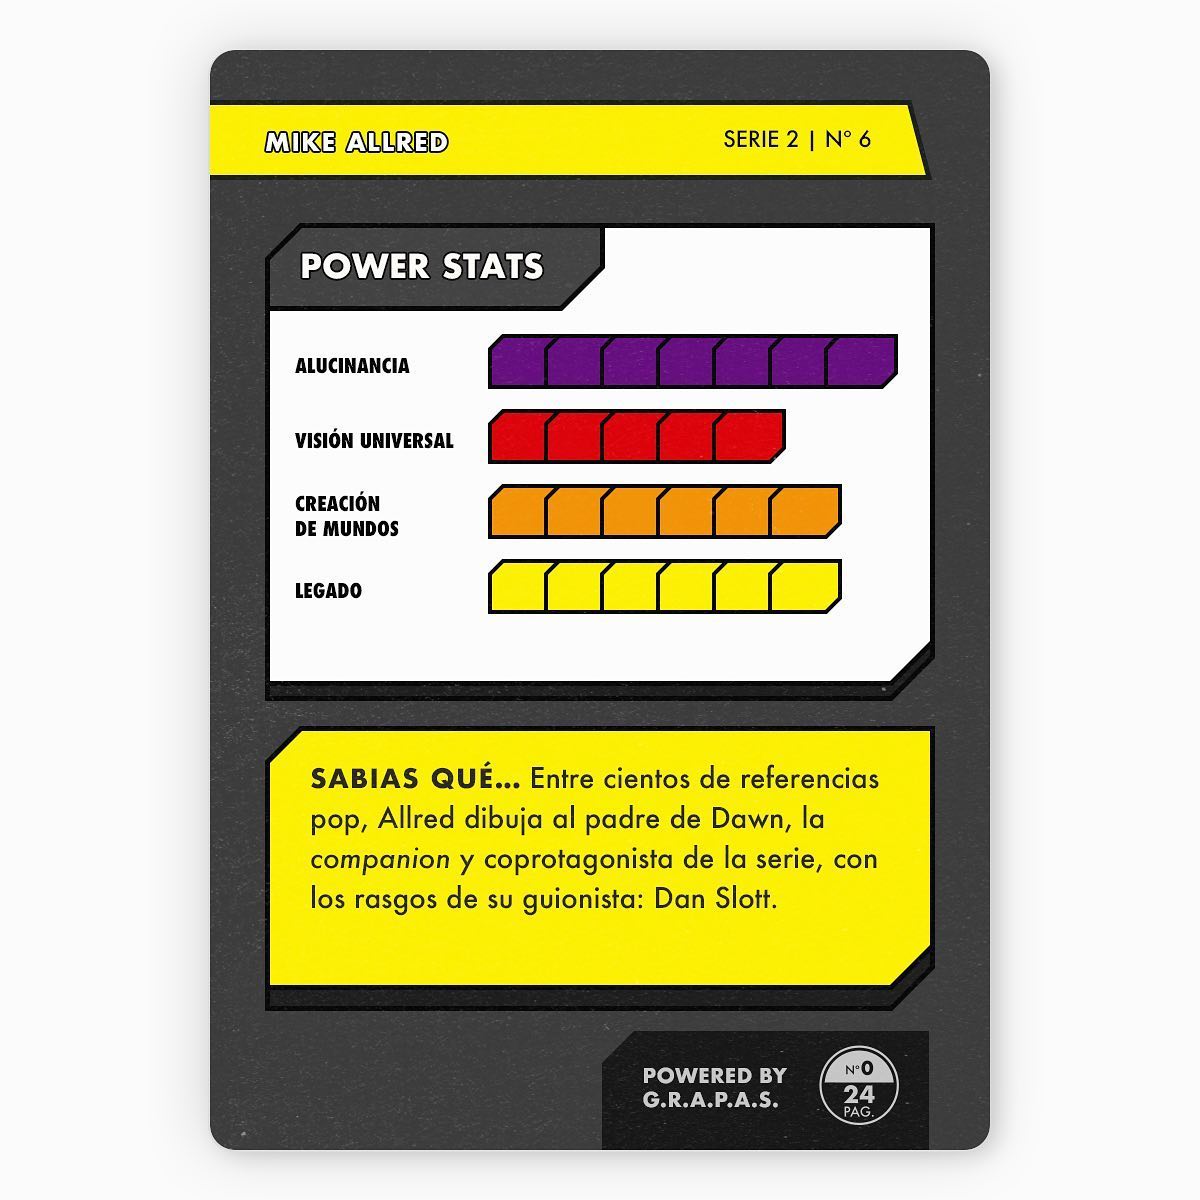 MIKE ALLRED
SERIE 2 | N° 6
POWER STATS
ALUCINANCIA
VISIÓN UNIVERSAL
CREACIÓN
DE MUNDOS
LEGADO
SABIAS QUÉ... Entre cientos de referencias
pop, Allred dibuja al padre de Dawn, la
companion y coprotagonista de la serie, con
los rasgos de su guionista: Dan Slott.
POWERED BY
G.R.A.P.A.S.
N°0
24
PAG.